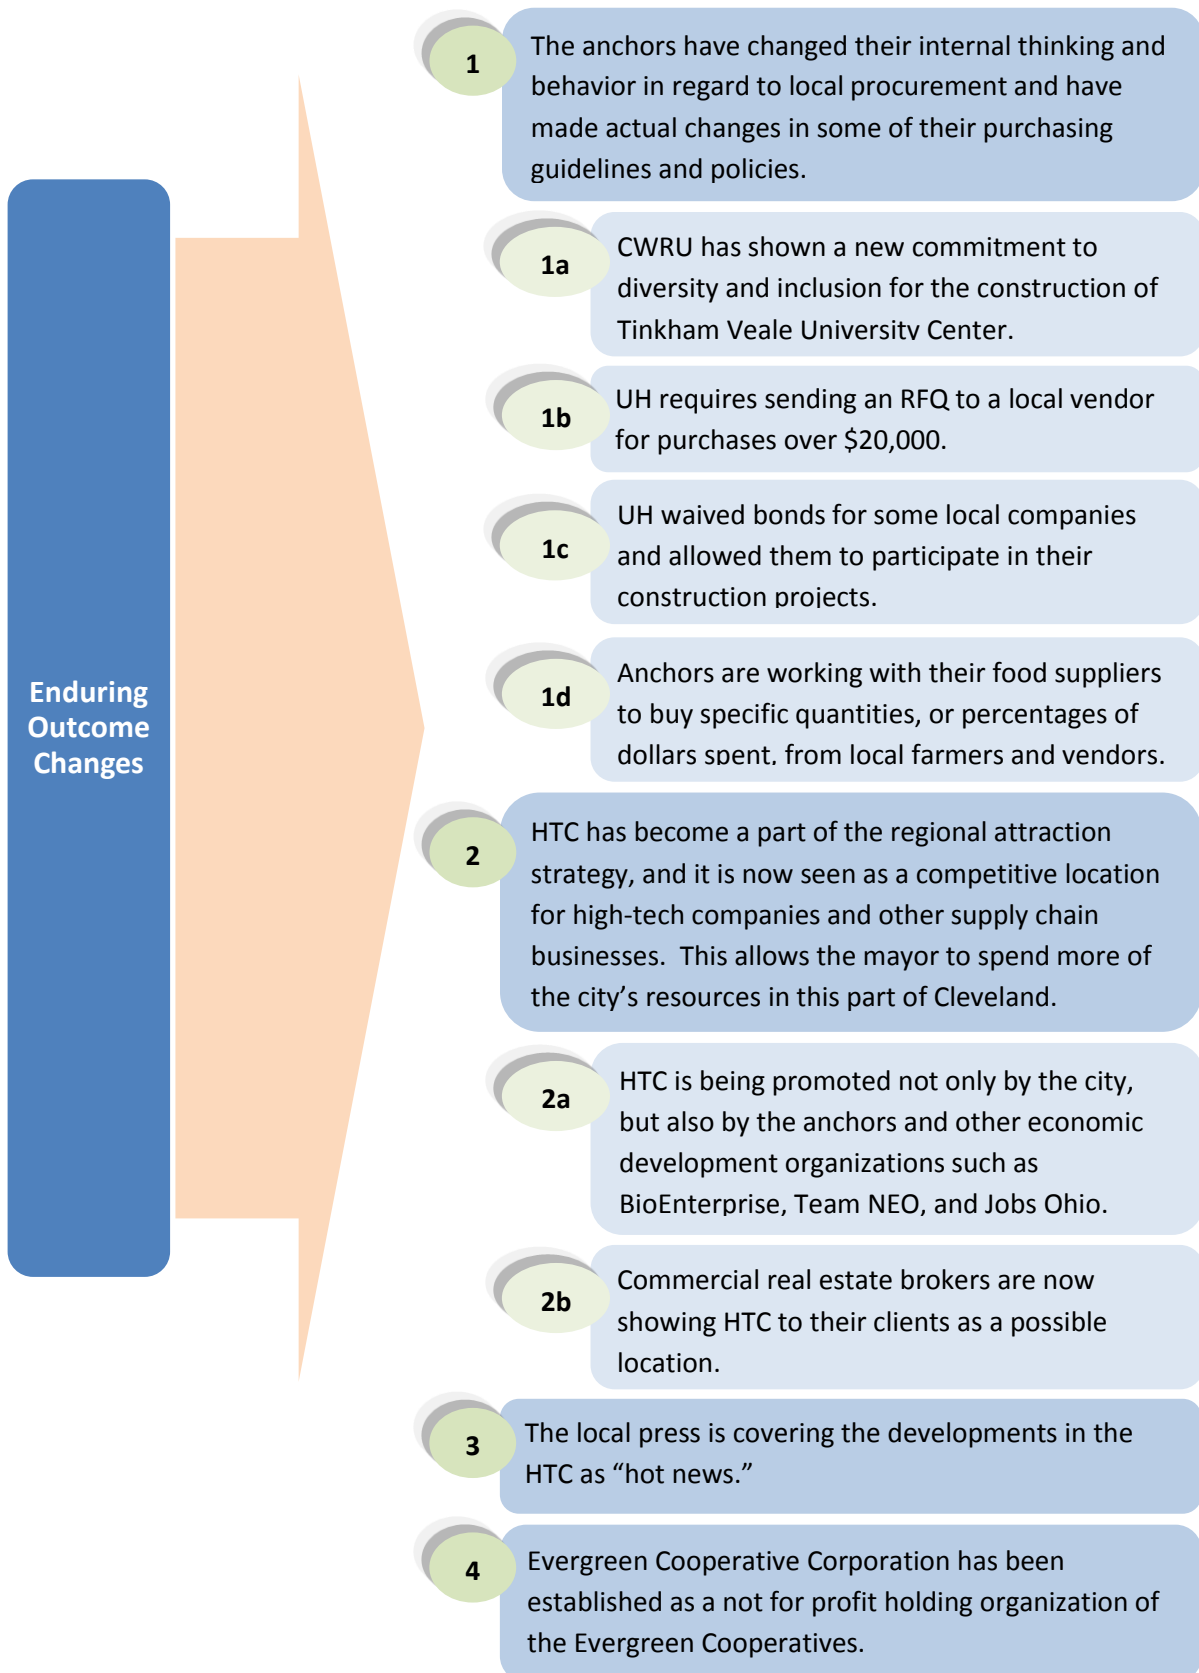 1
The anchors have changed their internal thinking and
behavior in regard to local procurement and have
made actual changes in some of their purchasing
guidelines and policies.
1a
CWRU has shown a new commitment to
diversity and inclusion for the construction of
Tinkham Veale University Center.
1b
UH requires sending an RFQ to a local vendor
for purchases over $20,000.
1c
UH waived bonds for some local companies
and allowed them to participate in their
construction projects.
Enduring
Outcome
Changes
1d
Anchors are working with their food suppliers
to buy specific quantities, or percentages of
dollars spent, from local farmers and vendors.
2
HTC has become a part of the regional attraction
strategy, and it is now seen as a competitive location
for high-tech companies and other supply chain
businesses.  This allows the mayor to spend more of
the city’s resources in this part of Cleveland.
2a
HTC is being promoted not only by the city,
but also by the anchors and other economic
development organizations such as
BioEnterprise, Team NEO, and Jobs Ohio.
2b
Commercial real estate brokers are now
showing HTC to their clients as a possible
location.
3
The local press is covering the developments in the
HTC as “hot news.”
4
Evergreen Cooperative Corporation has been
established as a not for profit holding organization of
the Evergreen Cooperatives.